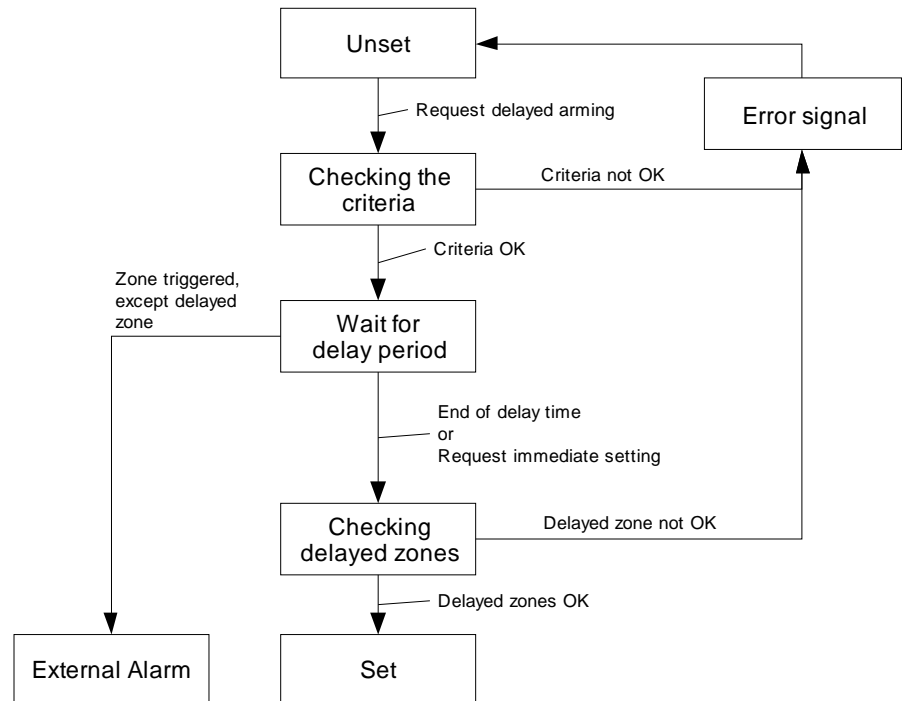 Unset
Request delayed arming
Error signal
Checking the
criteria
Criteria not OK
Criteria OK
Zone triggered,
except delayed
zone
Wait for
delay period
End of delay time
or
Request immediate setting
Checking
delayed zones
Delayed zone not OK
Delayed zones OK
External Alarm
Set